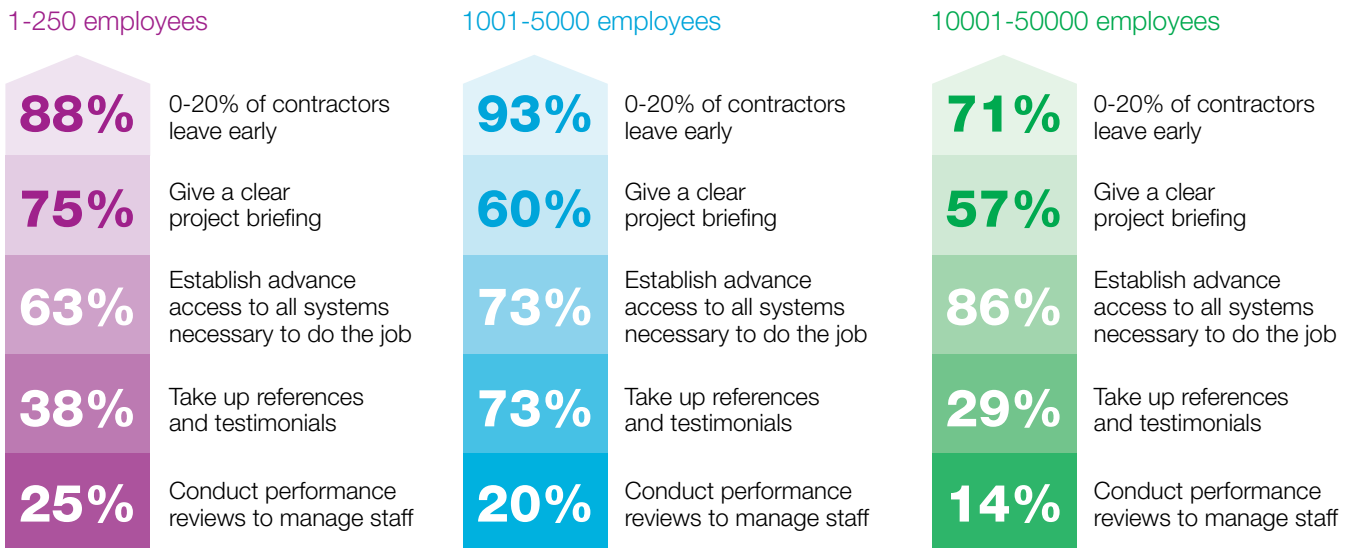 1-250 employees
88%
0-20% of contractors
leave early
75%
Give a clear
project briefing
63%
Establish advance
access to all systems
necessary to do the job
38%
Take up references
and testimonials
25%
Conduct performance
reviews to manage staff
1001-5000 employees
93%
0-20% of contractors
leave early
60%
Give a clear
project briefing
73%
Establish advance
access to all systems
necessary to do the job
73%
Take up references
and testimonials
20%
Conduct performance
reviews to manage staff
10001-50000 employees
71%
0-20% of contractors
leave early
57%
Give a clear
project briefing
86%
Establish advance
access to all systems
necessary to do the job
29%
Take up references
and testimonials
14%
Conduct performance
reviews to manage staff